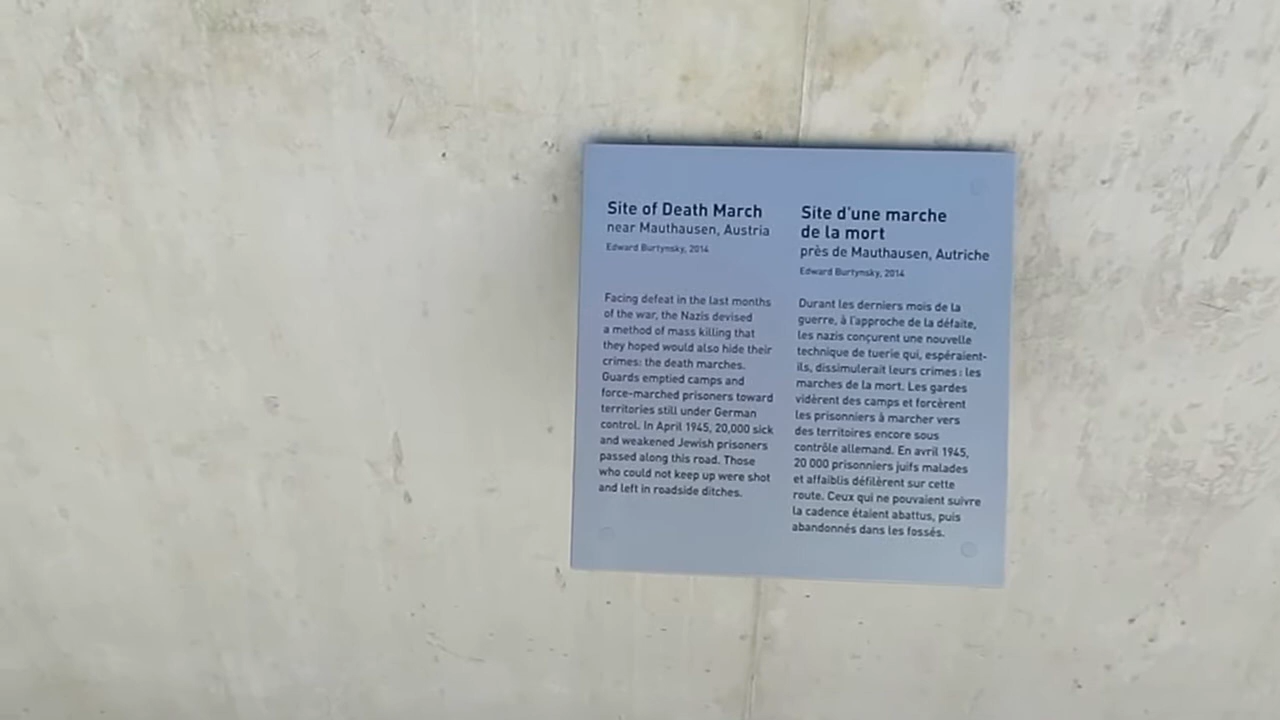 Site of Death March
near Mauthausen, Austria
Edward Burtynsky, 2014
Facing defeat in the last months
of the war, the Nazis devised
a method of mass killing that
they hoped would also hide their
crimes: the death marches.
Guards emptied camps and
force-marched prisoners toward
territories still under German
control. In April 1945, 20,000 sick
and weakened Jewish prisoners
passed along this road. Those
who could not keep up were shot
and left in roadside ditches.
Site d'une marche
de la mort
près de Mauthausen, Autriche
Edward Burtynsky, 2014
Durant les derniers mois de la
guerre, à l'approche de la défaite,
les nazis conçurent une nouvelle
technique de tuerie qui, espéraient-
ils, dissimulerait leurs crimes : les
marches de la mort. Les gardes
vidèrent des camps et forcèrent
les prisonniers à marcher vers
des territoires encore sous
contrôle allemand. En avril 1945,
20 000 prisonniers juifs malades
et affaiblis défilèrent sur cette
route. Ceux qui ne pouvaient suivre
la cadence étaient abattus, puis
abandonnés dans les fossés.